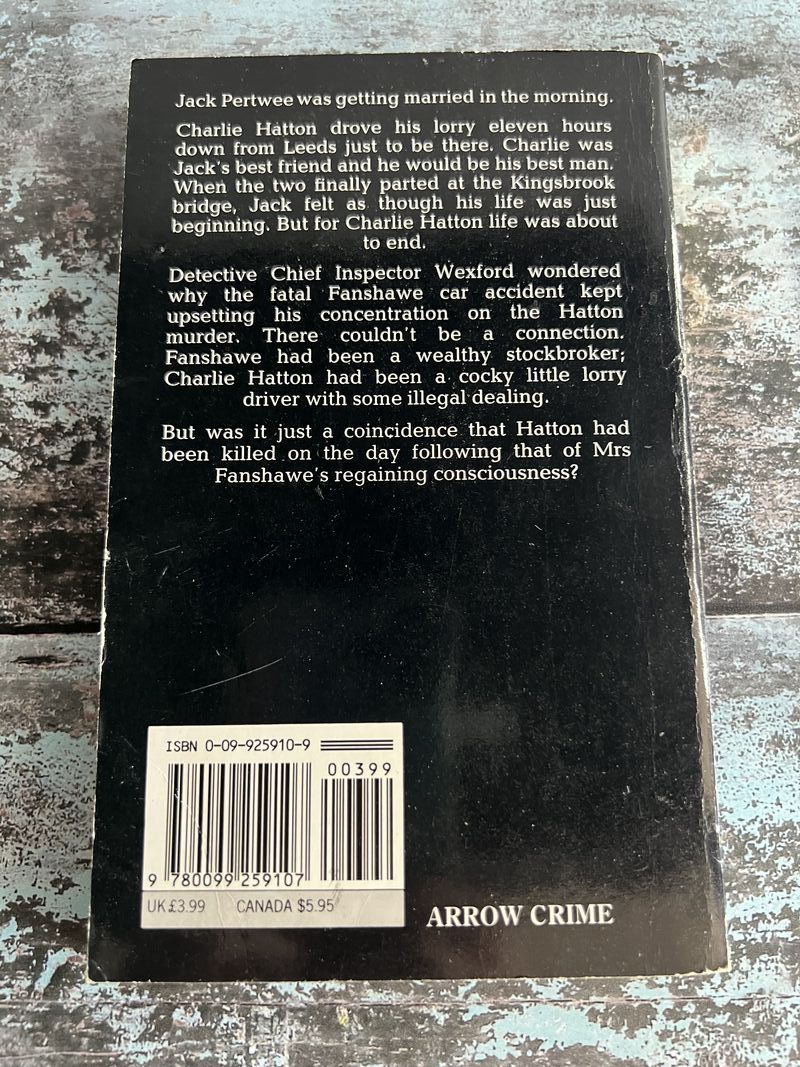 Jack Pertwee was getting married in the morning.
Charlie Hatton drove his lorry eleven hours
down from Leeds just to be there. Charlie was
Jack's best friend and he would be his best man.
When the two finally parted at the Kingsbrook
bridge, Jack felt as though his life was just
beginning. But for Charlie Hatton life was about
to end.
Detective Chief Inspector Wexford wondered
why the fatal Fanshawe car accident kept
upsetting his concentration on the Hatton
murder. There couldn't be a connection.
Fanshawe had been a wealthy stockbroker;
Charlie Hatton had been a cocky little lorry
driver with some illegal dealing.
But was it just a coincidence that Hatton had
been killed on the day following that of Mrs
Fanshawe's regaining consciousness?
ISBN 0-09-925910-9
00399
9 780099 259107
UK £3.99 CANADA $5.95
ARROW CRIME